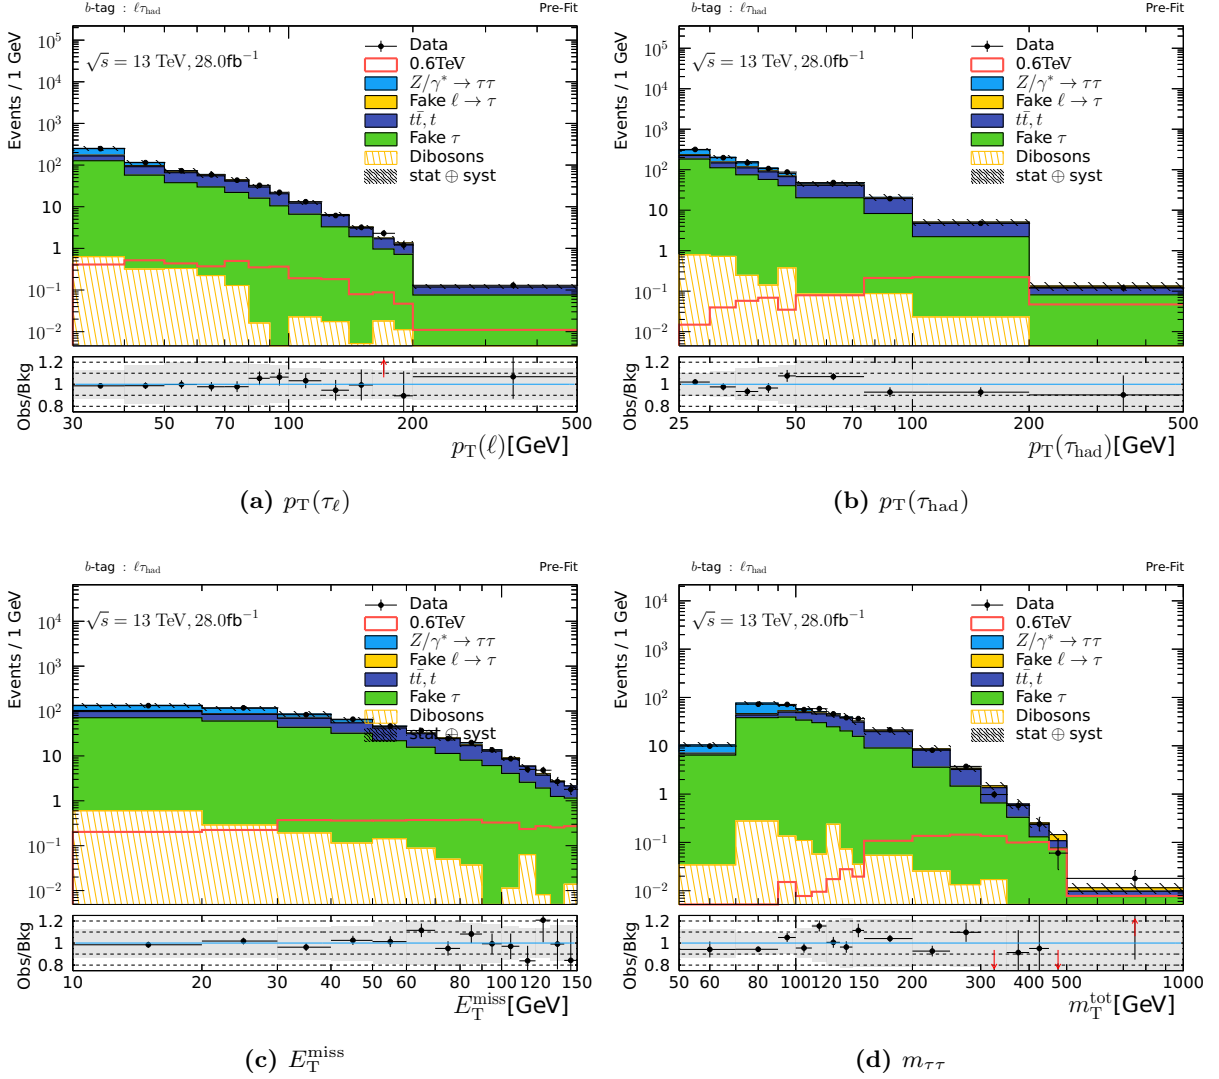 b-tag : ℓτhad Pre-Fit
Events / 1 GeV
√s = 13 TeV, 28.0fb⁻¹
Data
0.6TeV
Z/γ* → ττ
Fake ℓ → τ
tt̄, t
Fake τ
Dibosons
stat ⊕ syst
10⁵
10⁴
10³
10²
10
1
10⁻¹
10⁻²
Obs/Bkg
1.2
1
0.8
30 40 50 60 70 100 200 300 500
pT(ℓ)[GeV]
(a) pT(τℓ)
b-tag : ℓτhad Pre-Fit
Events / 1 GeV
√s = 13 TeV, 28.0fb⁻¹
Data
0.6TeV
Z/γ* → ττ
Fake ℓ → τ
tt̄, t
Fake τ
Dibosons
stat ⊕ syst
10⁵
10⁴
10³
10²
10
1
10⁻¹
10⁻²
Obs/Bkg
1.2
1
0.8
25 30 40 50 70 100 200 300 500
pT(τhad)[GeV]
(b) pT(τhad)
b-tag : ℓτhad Pre-Fit
Events / 1 GeV
√s = 13 TeV, 28.0fb⁻¹
Data
0.6TeV
Z/γ* → ττ
Fake ℓ → τ
tt̄, t
Fake τ
Dibosons
stat ⊕ syst
10⁴
10³
10²
10
1
10⁻¹
10⁻²
Obs/Bkg
1.2
1
0.8
10 20 30 40 50 60 80 100 150
ETmiss[GeV]
(c) ETmiss
b-tag : ℓτhad Pre-Fit
Events / 1 GeV
√s = 13 TeV, 28.0fb⁻¹
Data
0.6TeV
Z/γ* → ττ
Fake ℓ → τ
tt̄, t
Fake τ
Dibosons
stat ⊕ syst
10⁴
10³
10²
10
1
10⁻¹
10⁻²
Obs/Bkg
1.2
1
0.8
50 60 70 100 150 200 300 400 500 1000
mTtot[GeV]
(d) mττ